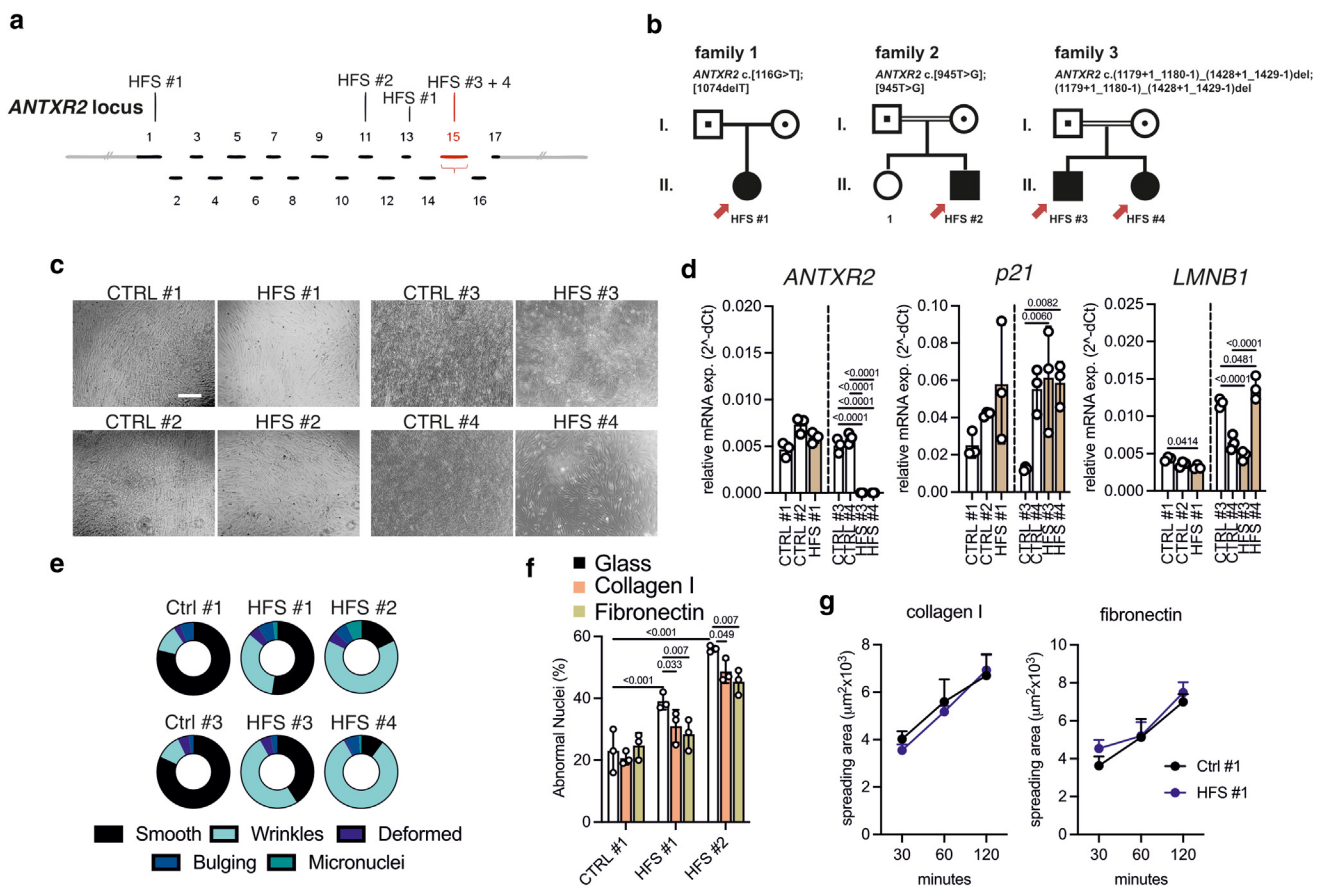 a
HFS #1
HFS #2
HFS #3 + 4
HFS #1
ANTXR2 locus
1 3 5 7 9 11 13 15 17
2 4 6 8 10 12 14 16
b
family 1
ANTXR2 c.[116G>T];
[1074delT]
I.
II.
HFS #1
family 2
ANTXR2 c.[945T>G];
[945T>G]
I.
II.
1
HFS #2
family 3
ANTXR2 c.(1179+1_1180-1)_(1428+1_1429-1)del;
(1179+1_1180-1)_(1428+1_1429-1)del
I.
II.
HFS #3
HFS #4
c
CTRL #1
HFS #1
CTRL #3
HFS #3
CTRL #2
HFS #2
CTRL #4
HFS #4
d
ANTXR2
relative mRNA exp. (2^-dCt)
0.020
0.015
0.010
0.005
0.000
<0.0001
<0.0001
<0.0001
<0.0001
CTRL #1
CTRL #2
HFS #1
CTRL #3
CTRL #4
HFS #3
HFS #4
p21
relative mRNA exp. (2^-dCt)
0.10
0.08
0.06
0.04
0.02
0.00
0.0082
0.0060
CTRL #1
CTRL #2
HFS #1
CTRL #3
CTRL #4
HFS #3
HFS #4
LMNB1
relative mRNA exp. (2^-dCt)
0.025
0.020
0.015
0.010
0.005
0.000
0.0414
<0.0001
0.0481
<0.0001
CTRL #1
CTRL #2
HFS #1
CTRL #3
CTRL #4
HFS #3
HFS #4
e
Ctrl #1
HFS #1
HFS #2
Ctrl #3
HFS #3
HFS #4
Smooth
Wrinkles
Deformed
Bulging
Micronuclei
f
Glass
Collagen I
Fibronectin
Abnormal Nuclei (%)
60
40
20
0
<0.001
<0.001
0.007
0.033
0.007
0.049
CTRL #1
HFS #1
HFS #2
g
collagen I
spreading area (μm²x10³)
8
6
4
2
0
30 60 120
minutes
fibronectin
spreading area (μm²x10³)
10
8
6
4
2
0
Ctrl #1
HFS #1
30 60 120
minutes